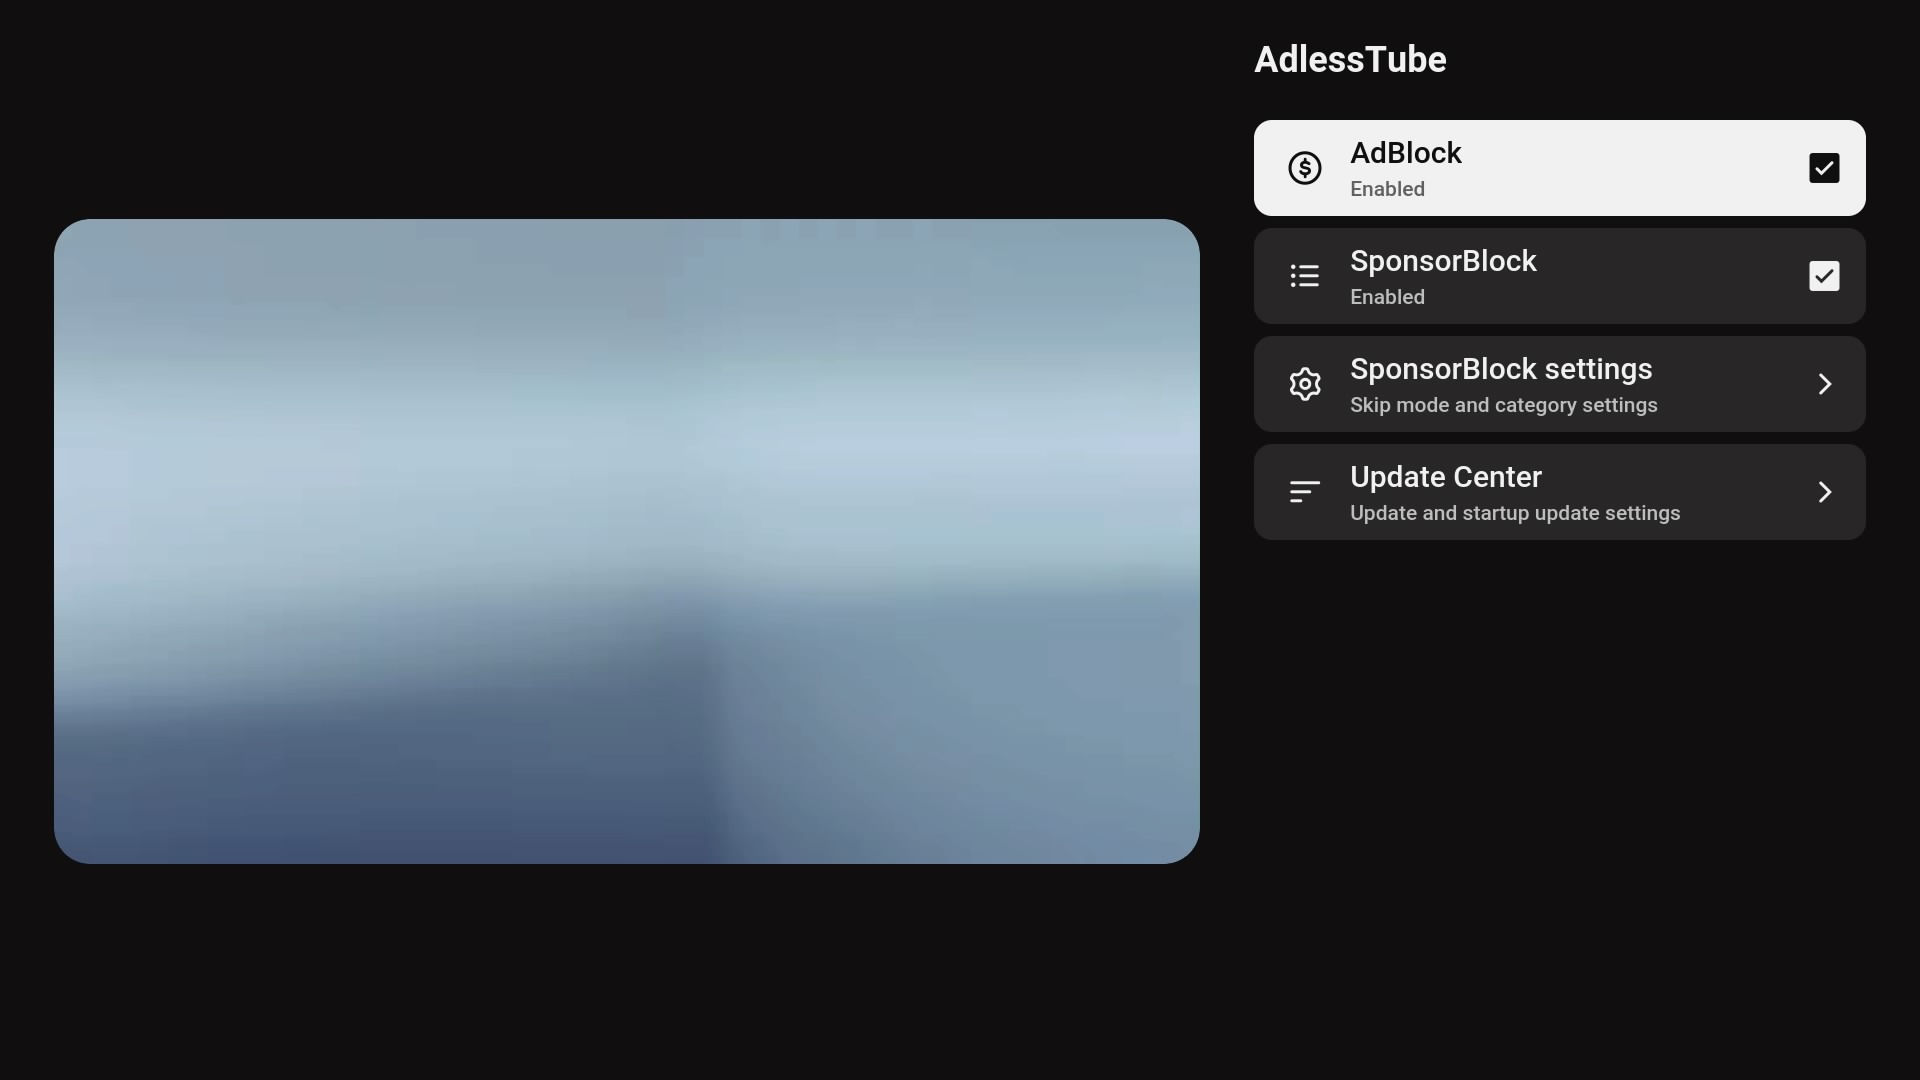 AdlessTube
AdBlock
Enabled
SponsorBlock
Enabled
SponsorBlock settings
Skip mode and category settings
Update Center
Update and startup update settings